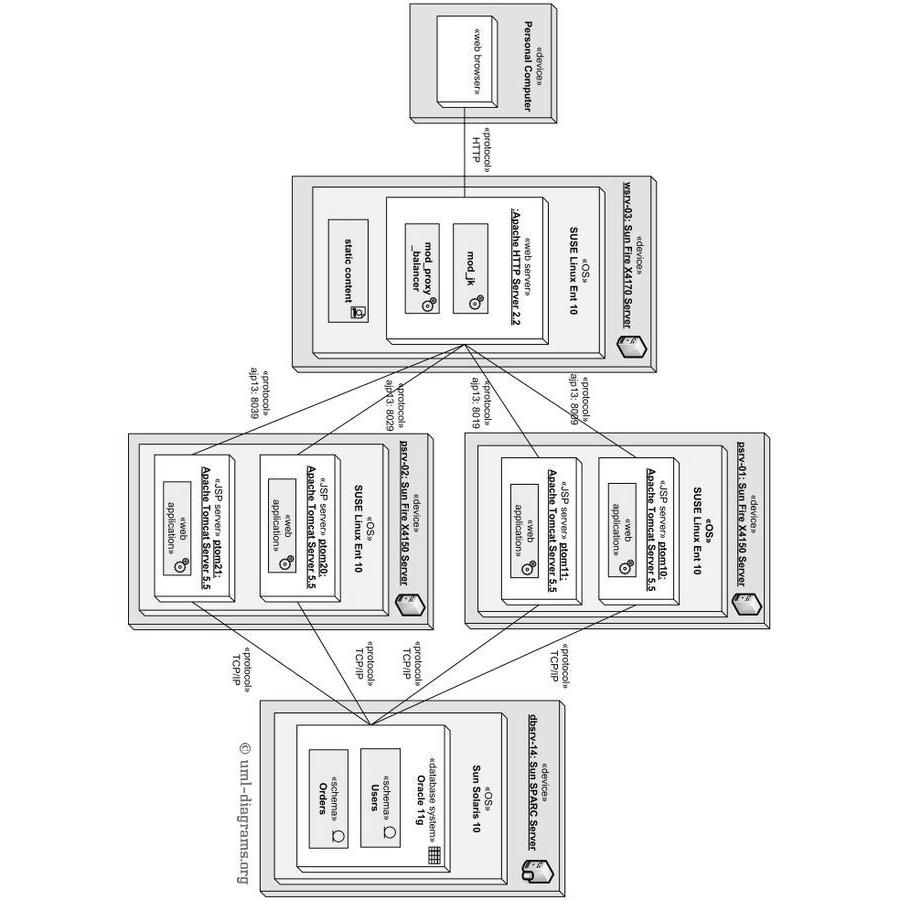 «device»
Personal Computer
«web browser»
«protocol»
HTTP
«device»
wsrv-03: Sun Fire X4170 Server
«OS»
SUSE Linux Ent 10
«web server»
:Apache HTTP Server 2.2
mod_jk
mod_proxy
_balancer
static content
«protocol»
ajp13: 8009
«protocol»
ajp13: 8019
«protocol»
ajp13: 8029
«protocol»
ajp13: 8039
«device»
psrv-01: Sun Fire X4150 Server
«OS»
SUSE Linux Ent 10
«JSP server» ptom10:
Apache Tomcat Server 5.5
«web
application»
«JSP server» ptom11:
Apache Tomcat Server 5.5
«web
application»
«device»
psrv-02: Sun Fire X4150 Server
«OS»
SUSE Linux Ent 10
«JSP server» ptom20:
Apache Tomcat Server 5.5
«web
application»
«JSP server» ptom21:
Apache Tomcat Server 5.5
«web
application»
«protocol»
TCP/IP
«protocol»
TCP/IP
«protocol»
TCP/IP
«protocol»
TCP/IP
«device»
dbsrv-14: Sun SPARC Server
«OS»
Sun Solaris 10
«database system»
Oracle 11g
«schema»
Users
«schema»
Orders
© uml-diagrams.org